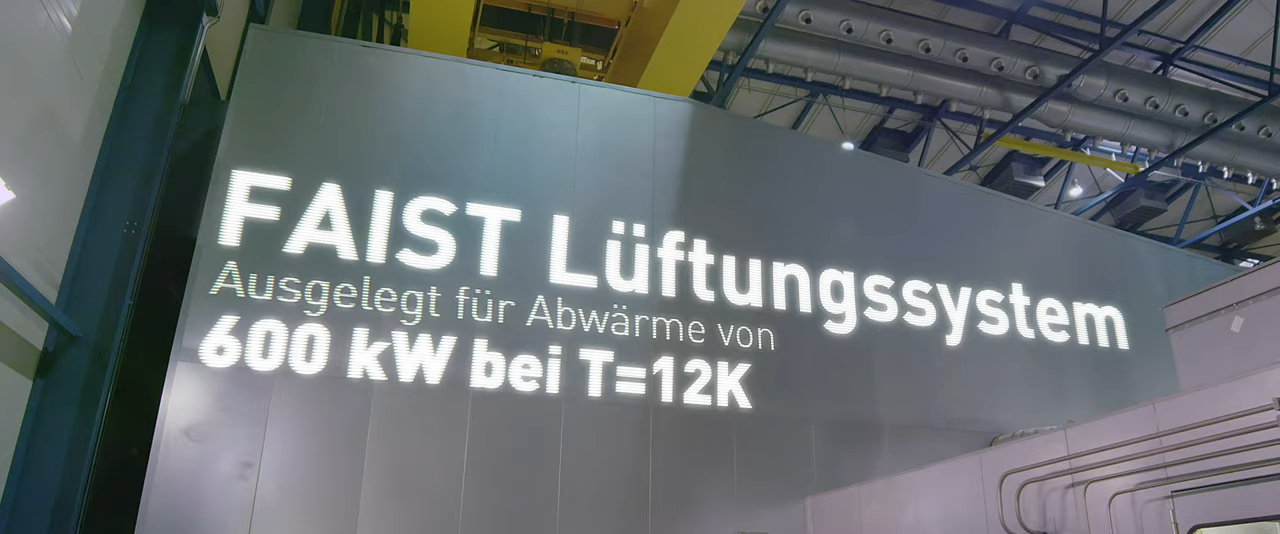 FAIST Lüftungssystem
Ausgelegt für Abwärme von
600 kW bei T=12K